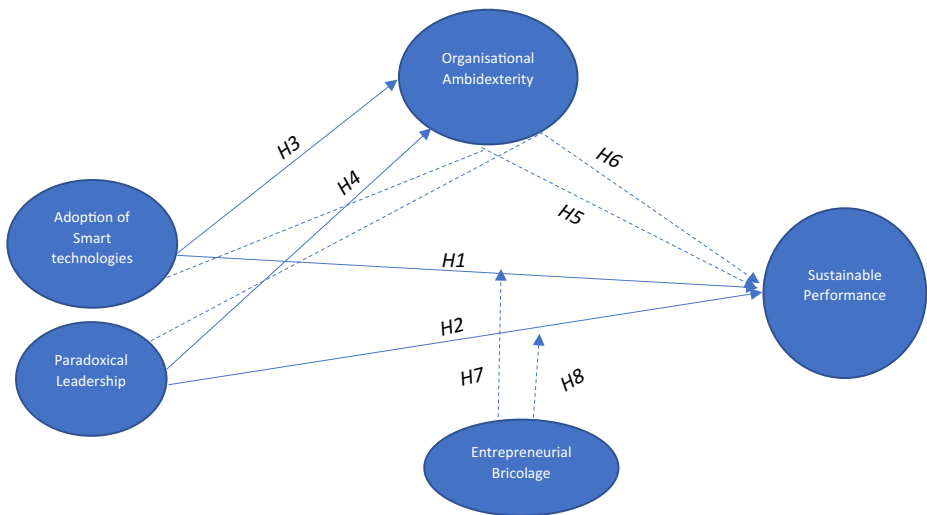 Organisational
Ambidexterity
H3
H4
H6
H5
Adoption of
Smart
technologies
H1
Sustainable
Performance
H2
Paradoxical
Leadership
H7
H8
Entrepreneurial
Bricolage